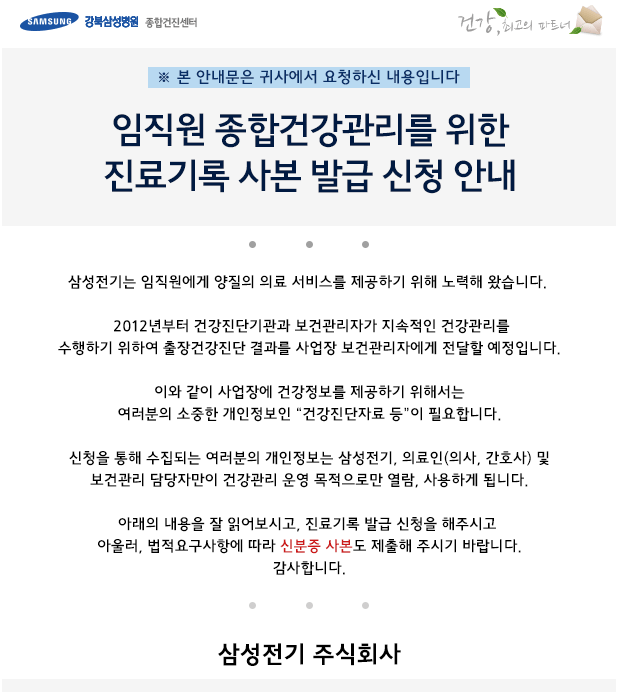 SAMSUNG 강북삼성병원 종합건진센터
건강, 최고의 파트너
※ 본 안내문은 귀사에서 요청하신 내용입니다
임직원 종합건강관리를 위한
진료기록 사본 발급 신청 안내
삼성전기는 임직원에게 양질의 의료 서비스를 제공하기 위해 노력해 왔습니다.
2012년부터 건강진단기관과 보건관리자가 지속적인 건강관리를
수행하기 위하여 출장건강진단 결과를 사업장 보건관리자에게 전달할 예정입니다.
이와 같이 사업장에 건강정보를 제공하기 위해서는
여러분의 소중한 개인정보인 “건강진단자료 등”이 필요합니다.
신청을 통해 수집되는 여러분의 개인정보는 삼성전기, 의료인(의사, 간호사) 및
보건관리 담당자만이 건강관리 운영 목적으로만 열람, 사용하게 됩니다.
아래의 내용을 잘 읽어보시고, 진료기록 발급 신청을 해주시고
아울러, 법적요구사항에 따라 신분증 사본도 제출해 주시기 바랍니다.
감사합니다.
삼성전기 주식회사